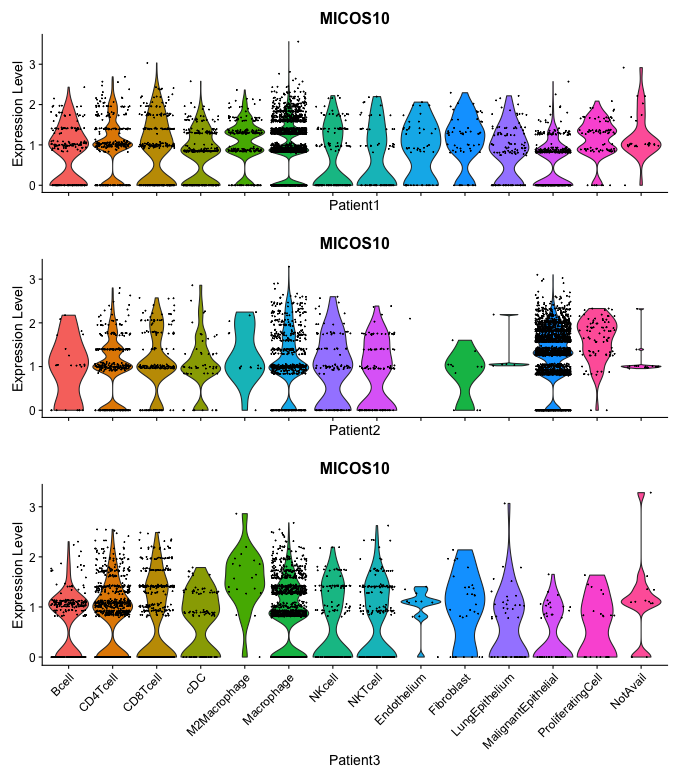 MICOS10
Expression Level
3
2
1
0
Patient1
MICOS10
Expression Level
3
2
1
0
Patient2
MICOS10
Expression Level
3
2
1
0
Bcell
CD4Tcell
CD8Tcell
cDC
M2Macrophage
Macrophage
NKcell
NKTcell
Endothelium
Fibroblast
LungEpithelium
MalignantEpithelial
ProliferatingCell
NotAvail
Patient3